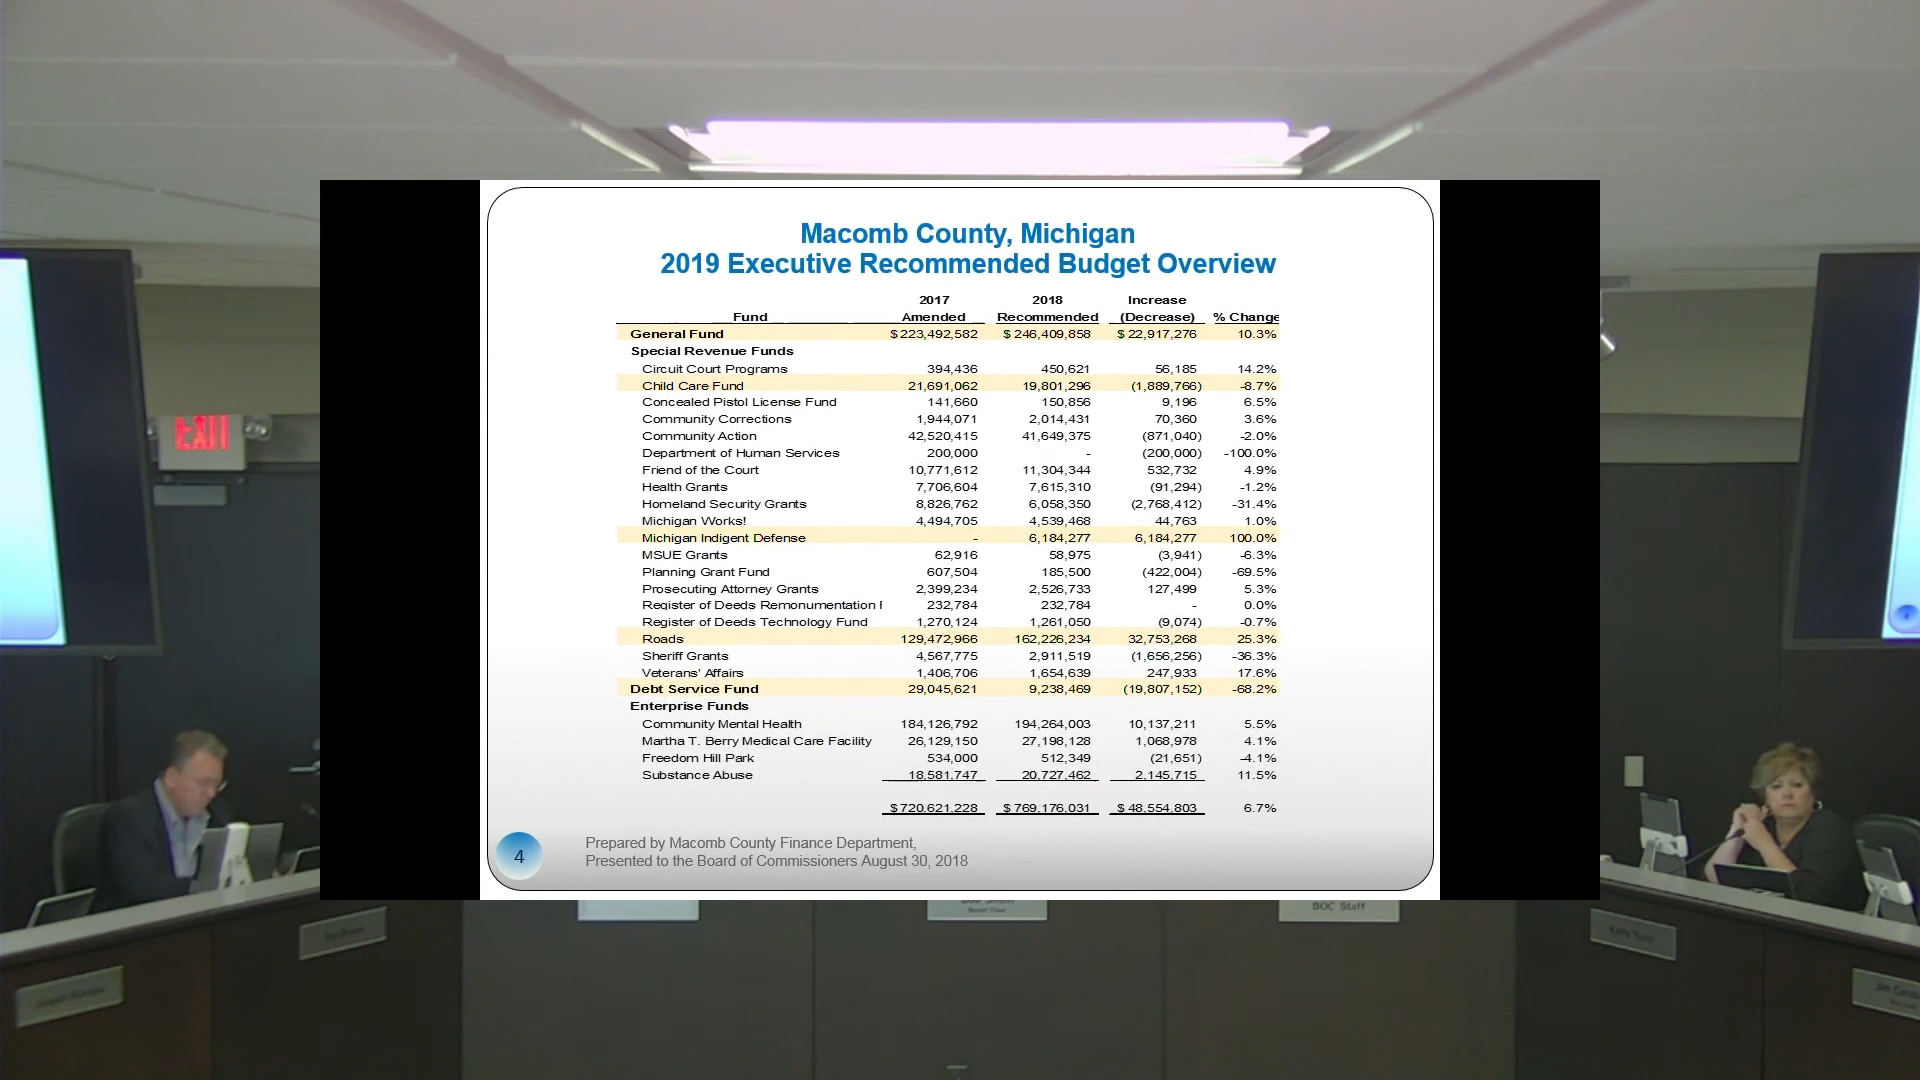 Macomb County, Michigan
2019 Executive Recommended Budget Overview
2017 2018 Increase
Fund Amended Recommended (Decrease) % Change
General Fund $ 223,492,582 $ 246,409,858 $ 22,917,276 10.3%
Special Revenue Funds
Circuit Court Programs 394,436 450,621 56,185 14.2%
Child Care Fund 21,691,062 19,801,296 (1,889,766) -8.7%
Concealed Pistol License Fund 141,660 150,856 9,196 6.5%
Community Corrections 1,944,071 2,014,431 70,360 3.6%
Community Action 42,520,415 41,649,375 (871,040) -2.0%
Department of Human Services 200,000 - (200,000) -100.0%
Friend of the Court 10,771,612 11,304,344 532,732 4.9%
Health Grants 7,706,604 7,615,310 (91,294) -1.2%
Homeland Security Grants 8,826,762 6,058,350 (2,768,412) -31.4%
Michigan Works! 4,494,705 4,539,468 44,763 1.0%
Michigan Indigent Defense - 6,184,277 6,184,277 100.0%
MSUE Grants 62,916 58,975 (3,941) -6.3%
Planning Grant Fund 607,504 185,500 (422,004) -69.5%
Prosecuting Attorney Grants 2,399,234 2,526,733 127,499 5.3%
Register of Deeds Remonumentation 232,784 232,784 - 0.0%
Register of Deeds Technology Fund 1,270,124 1,261,050 (9,074) -0.7%
Roads 129,472,966 162,226,234 32,753,268 25.3%
Sheriff Grants 4,567,775 2,911,519 (1,656,256) -36.3%
Veterans' Affairs 1,406,706 1,654,639 247,933 17.6%
Debt Service Fund 29,045,621 9,238,469 (19,807,152) -68.2%
Enterprise Funds
Community Mental Health 184,126,792 194,264,003 10,137,211 5.5%
Martha T. Berry Medical Care Facility 26,129,150 27,198,128 1,068,978 4.1%
Freedom Hill Park 534,000 512,349 (21,651) -4.1%
Substance Abuse 18,581,747 20,727,462 2,145,715 11.5%
$ 720,621,228 $ 769,176,031 $ 48,554,803 6.7%
4
Prepared by Macomb County Finance Department,
Presented to the Board of Commissioners August 30, 2018
EXIT
BOC Staff